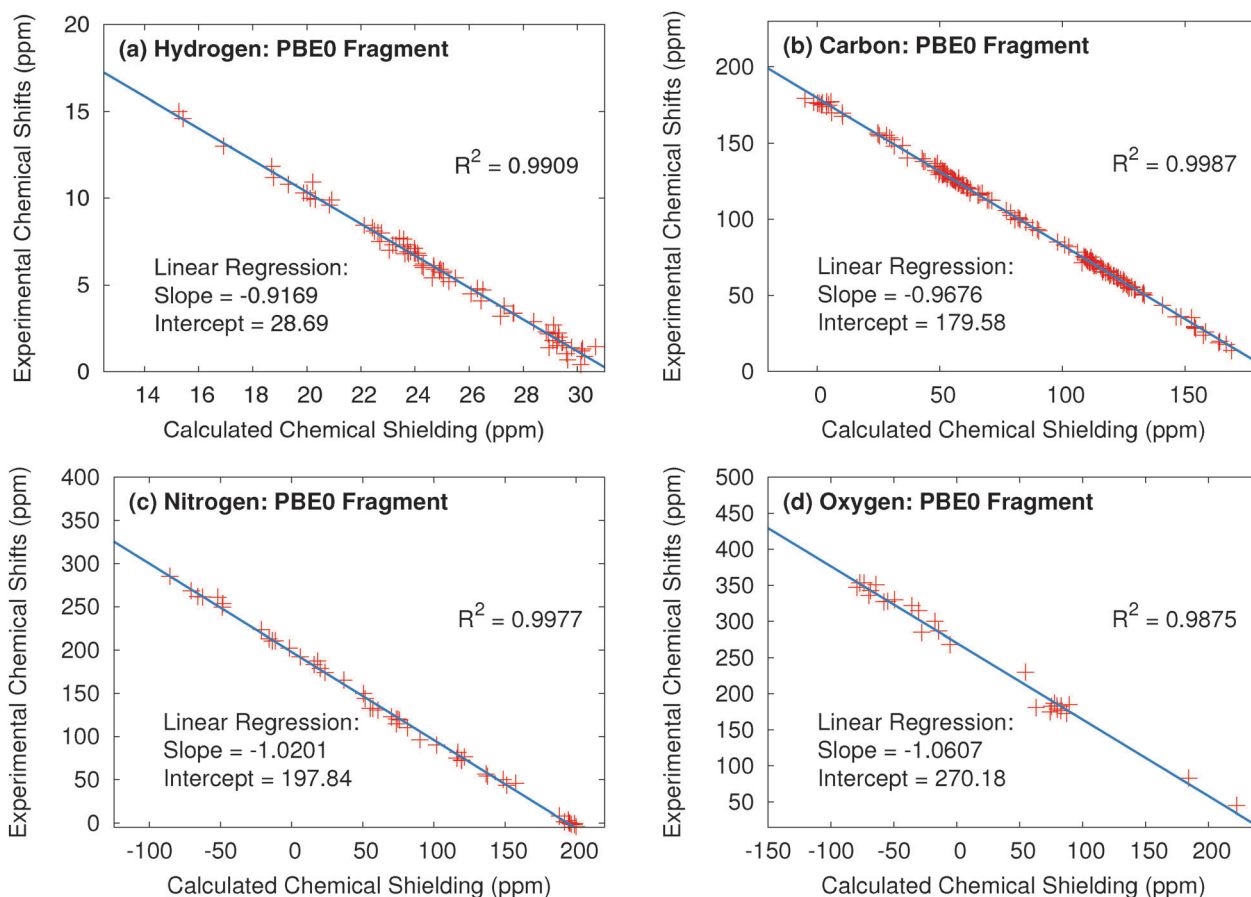 (a) Hydrogen: PBE0 Fragment
Experimental Chemical Shifts (ppm)
20
15
10
5
0
R² = 0.9909
Linear Regression:
Slope = -0.9169
Intercept = 28.69
14 16 18 20 22 24 26 28 30
Calculated Chemical Shielding (ppm)
(b) Carbon: PBE0 Fragment
Experimental Chemical Shifts (ppm)
200
150
100
50
0
R² = 0.9987
Linear Regression:
Slope = -0.9676
Intercept = 179.58
0 50 100 150
Calculated Chemical Shielding (ppm)
(c) Nitrogen: PBE0 Fragment
Experimental Chemical Shifts (ppm)
400
350
300
250
200
150
100
50
0
R² = 0.9977
Linear Regression:
Slope = -1.0201
Intercept = 197.84
-100 -50 0 50 100 150 200
Calculated Chemical Shielding (ppm)
(d) Oxygen: PBE0 Fragment
Experimental Chemical Shifts (ppm)
500
450
400
350
300
250
200
150
100
50
R² = 0.9875
Linear Regression:
Slope = -1.0607
Intercept = 270.18
-150 -100 -50 0 50 100 150 200
Calculated Chemical Shielding (ppm)